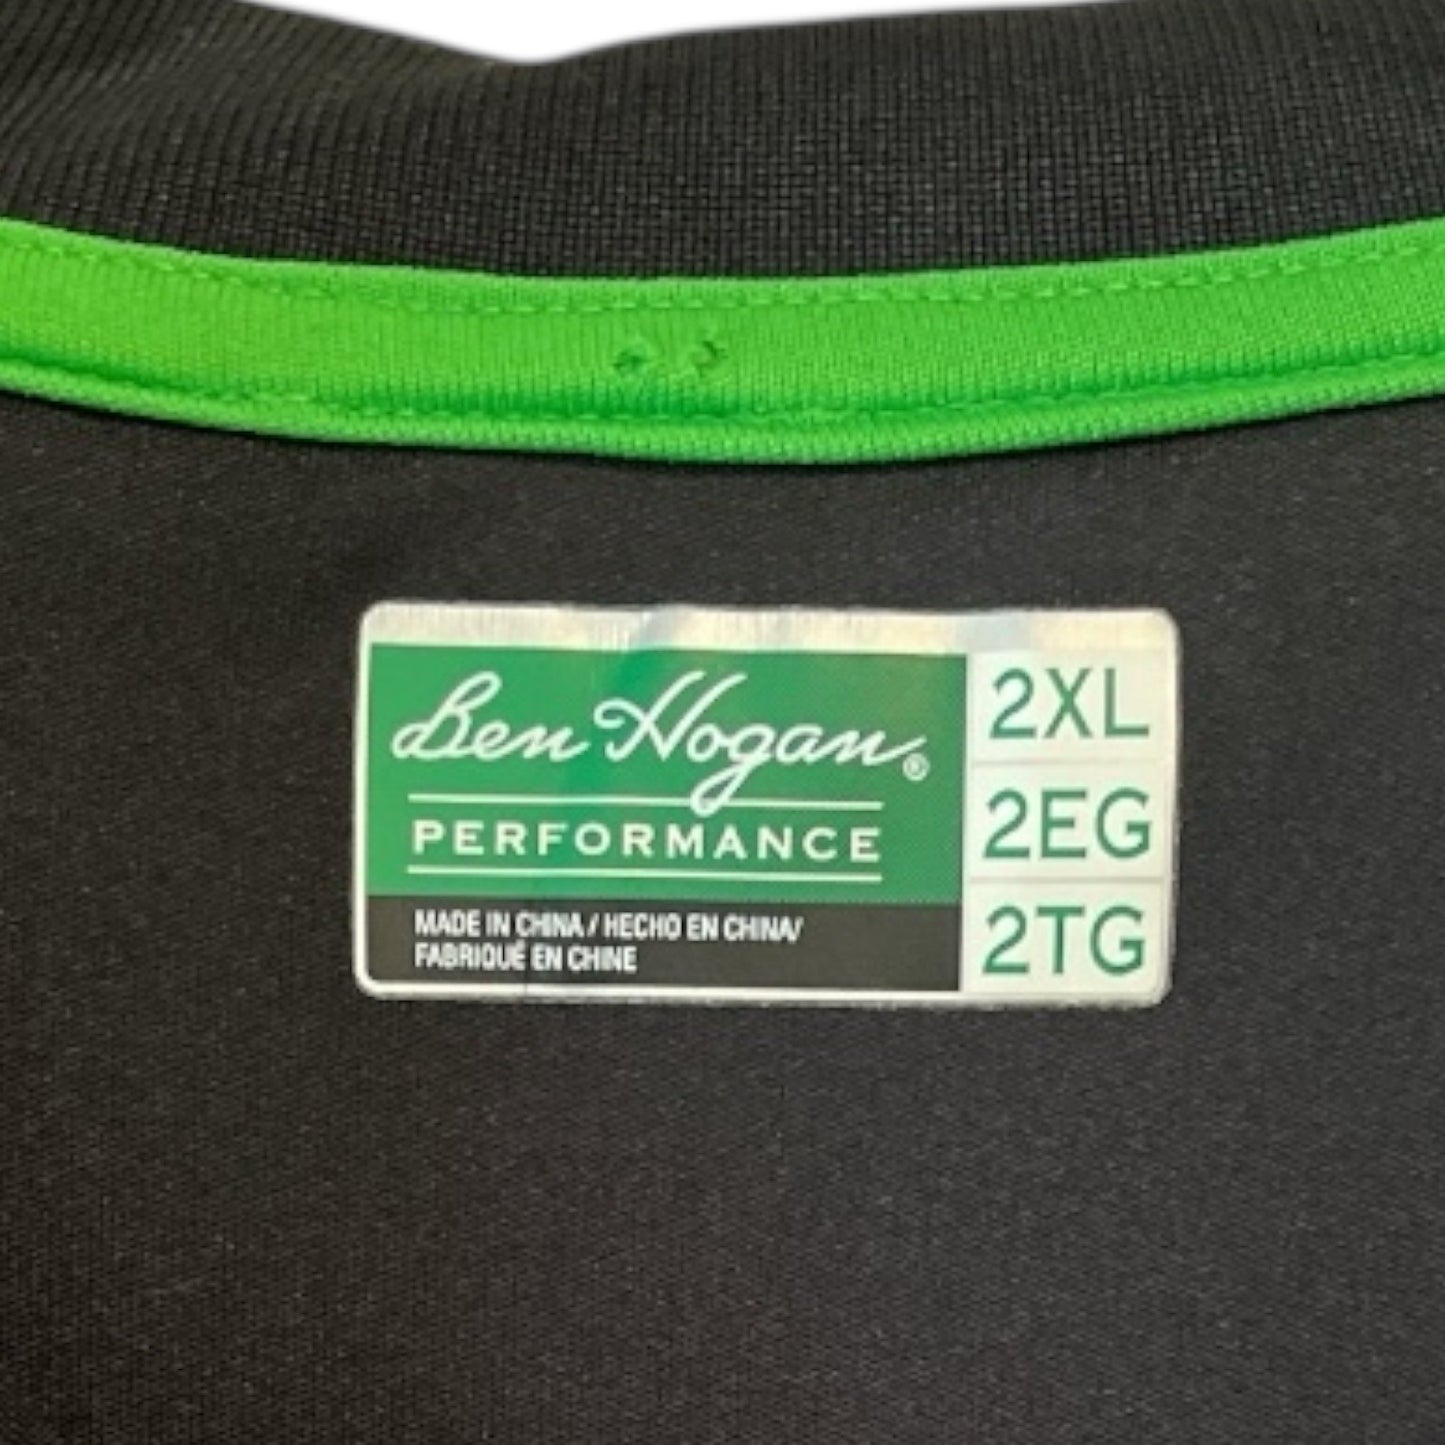 Ben Hogan®
PERFORMANCE
MADE IN CHINA / HECHO EN CHINA/
FABRIQUÉ EN CHINE
2XL
2EG
2TG